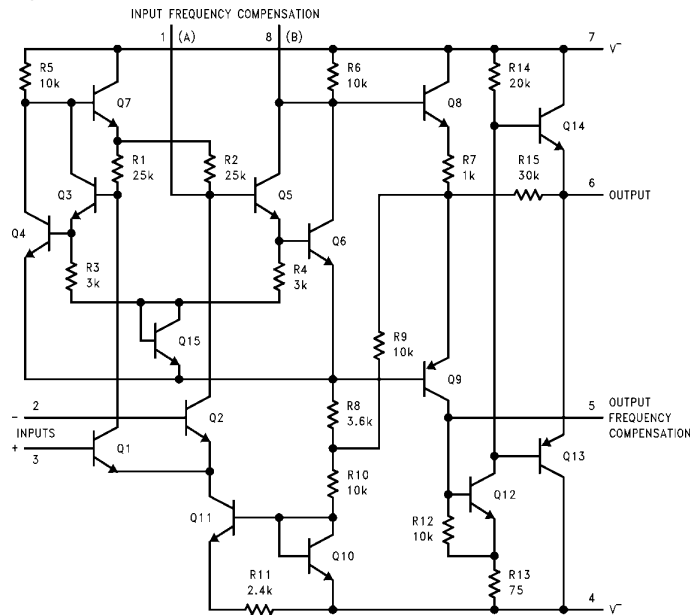 INPUT FREQUENCY COMPENSATION
1 (A) 8 (B)
7 V⁻
R5
10k
R6
10k
R14
20k
Q7
Q8
Q14
R1
25k
R2
25k
R7
1k
R15
30k
6 OUTPUT
Q3
Q5
Q4
Q6
R3
3k
R4
3k
Q15
R9
10k
Q9
5 OUTPUT
FREQUENCY
COMPENSATION
R8
3.6k
- 2
INPUTS
+ 3
Q2
Q1
Q13
R10
10k
Q12
Q11
R12
10k
Q10
R11
2.4k
R13
75
4 V⁻